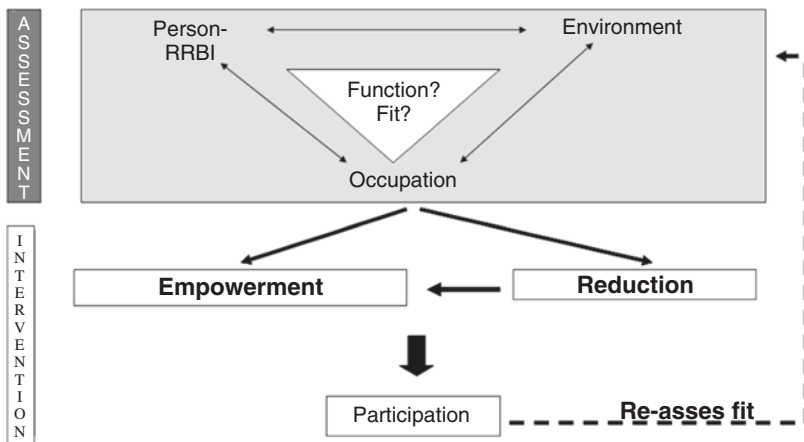 ASSESSMENT
Person-
RRBI
Environment
Function?
Fit?
Occupation
INTERVENTION
Empowerment
Reduction
Participation
Re-asses fit